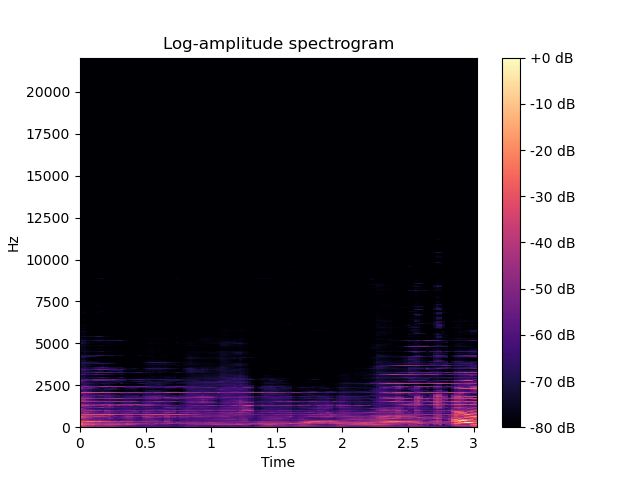 Log-amplitude spectrogram
+0 dB
20000
-10 dB
17500
-20 dB
15000
-30 dB
12500
Hz
-40 dB
10000
-50 dB
7500
-60 dB
5000
-70 dB
2500
0
-80 dB
0 0.5 1 1.5 2 2.5 3
Time